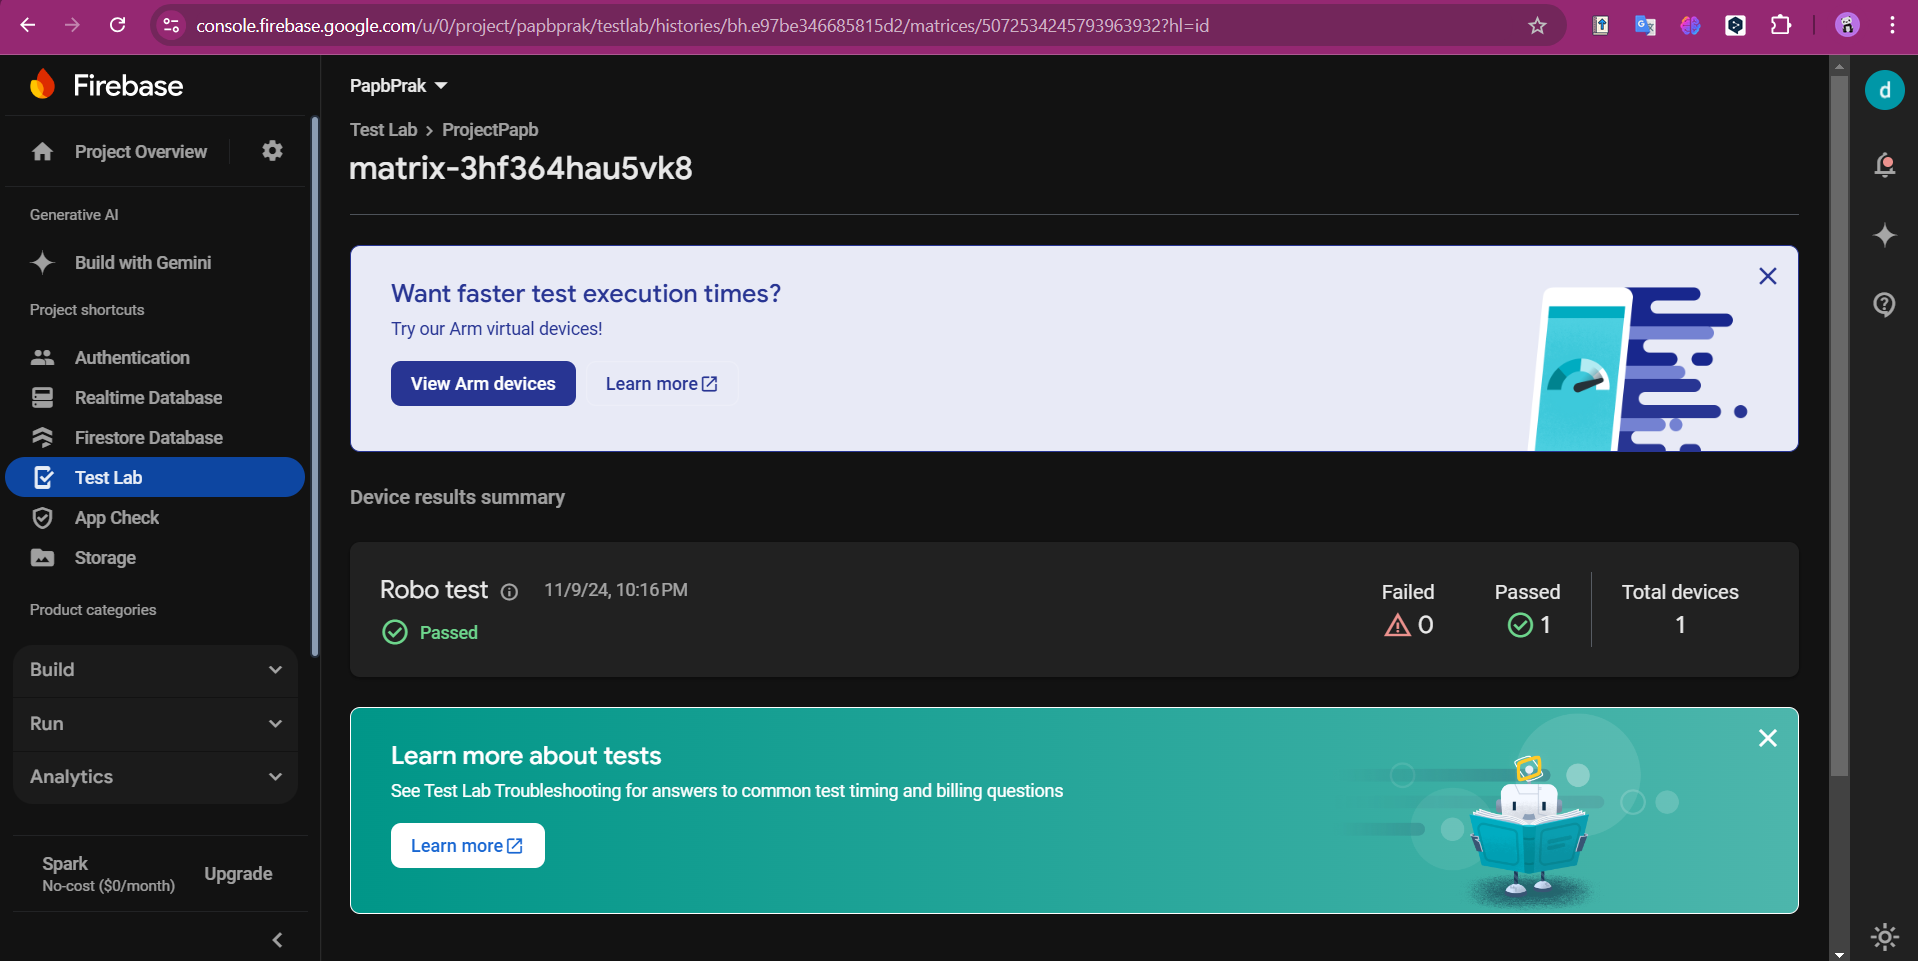 console.firebase.google.com/u/0/project/papbprak/testlab/histories/bh.e97be346685815d2/matrices/5072534245793963932?hl=id
Firebase
Project Overview
Generative AI
Build with Gemini
Project shortcuts
Authentication
Realtime Database
Firestore Database
Test Lab
App Check
Storage
Product categories
Build
Run
Analytics
Spark
No-cost ($0/month)
Upgrade
PapbPrak
Test Lab > ProjectPapb
matrix-3hf364hau5vk8
Want faster test execution times?
Try our Arm virtual devices!
View Arm devices
Learn more
Device results summary
Robo test
11/9/24, 10:16 PM
Passed
Failed
0
Passed
1
Total devices
1
Learn more about tests
See Test Lab Troubleshooting for answers to common test timing and billing questions
Learn more
d